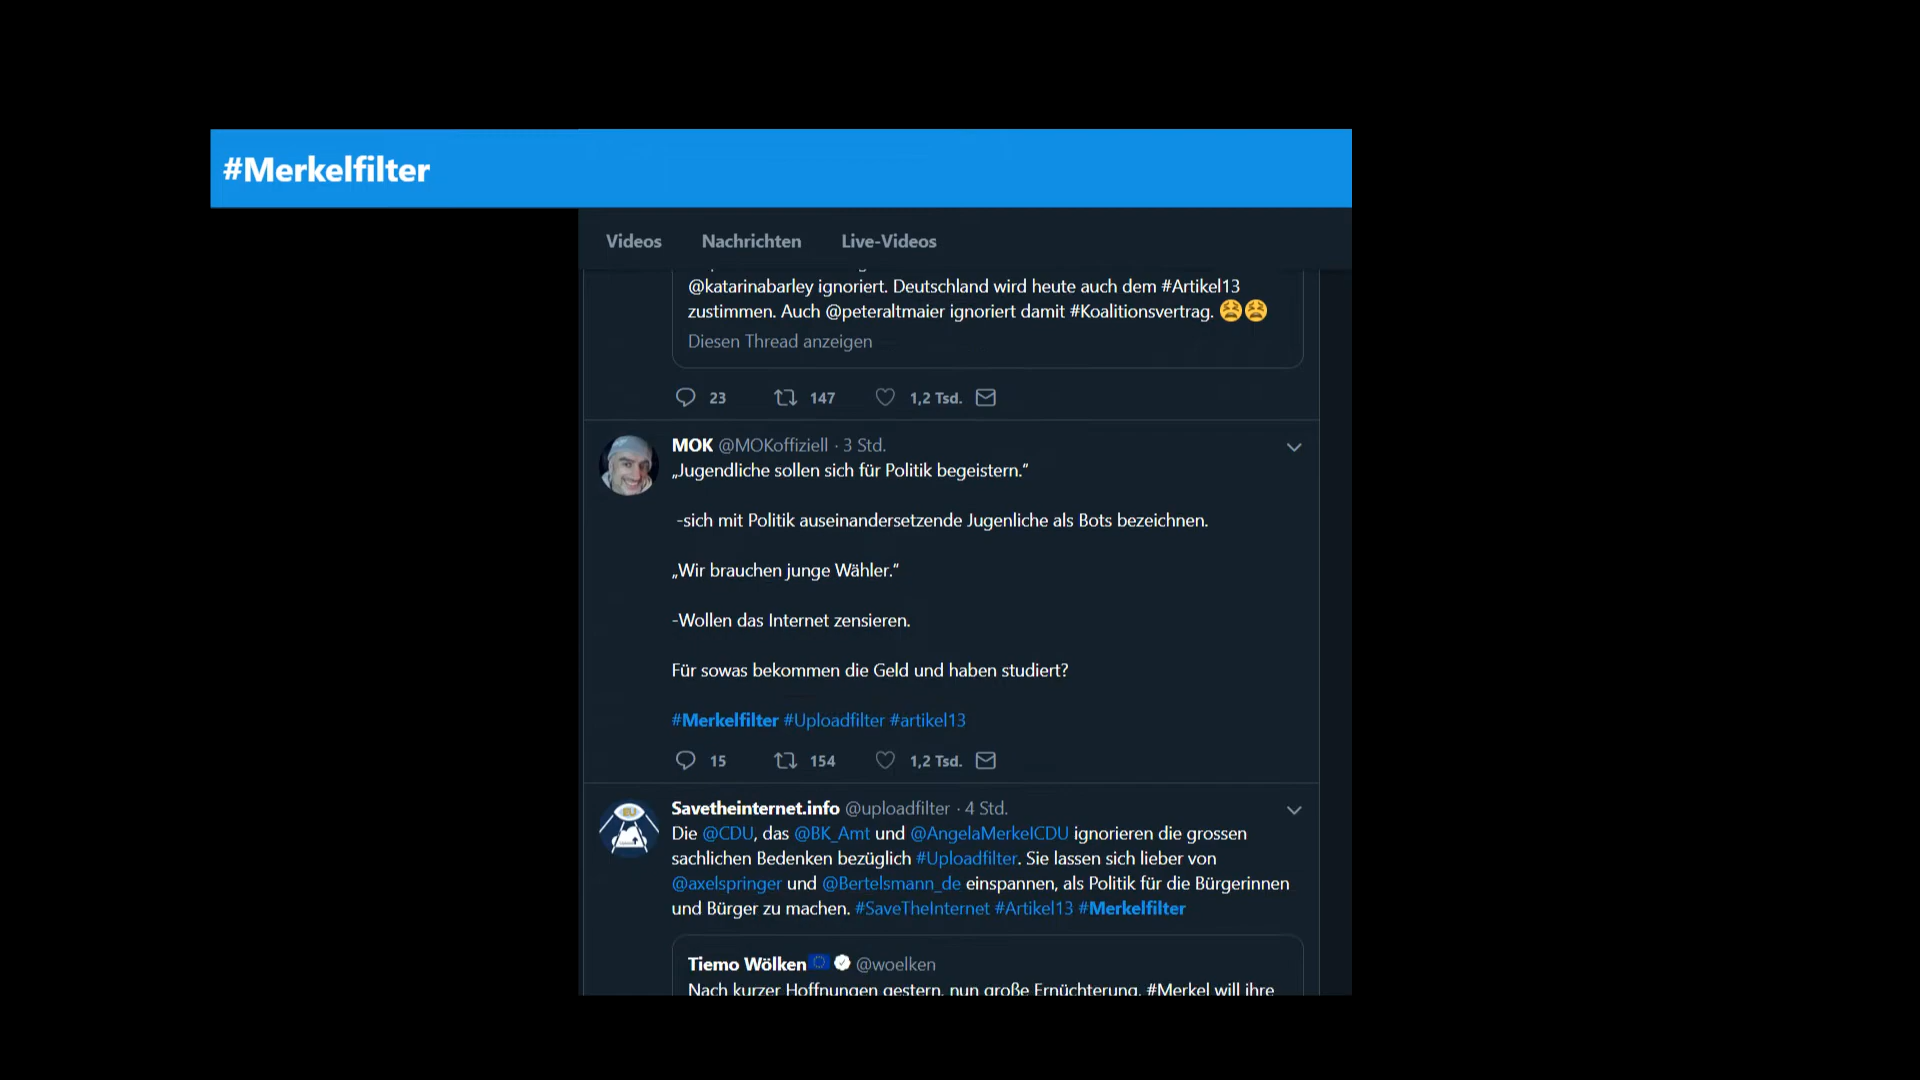 #Merkelfilter
Videos Nachrichten Live-Videos
@katarinabarley ignoriert. Deutschland wird heute auch dem #Artikel13
zustimmen. Auch @peteraltmaier ignoriert damit #Koalitionsvertrag. 😫😫
Diesen Thread anzeigen
23 147 1,2 Tsd.
MOK @MOKoffiziell · 3 Std.
„Jugendliche sollen sich für Politik begeistern.“
-sich mit Politik auseinandersetzende Jugenliche als Bots bezeichnen.
„Wir brauchen junge Wähler.“
-Wollen das Internet zensieren.
Für sowas bekommen die Geld und haben studiert?
#Merkelfilter #Uploadfilter #artikel13
15 154 1,2 Tsd.
EU
Savetheinternet.info @uploadfilter · 4 Std.
Die @CDU, das @BK_Amt und @AngelaMerkelCDU ignorieren die grossen
sachlichen Bedenken bezüglich #Uploadfilter. Sie lassen sich lieber von
@axelspringer und @Bertelsmann_de einspannen, als Politik für die Bürgerinnen
und Bürger zu machen. #SaveTheInternet #Artikel13 #Merkelfilter
Tiemo Wölken @woelken
Nach kurzer Hoffnungen gestern, nun große Ernüchterung. #Merkel will ihre